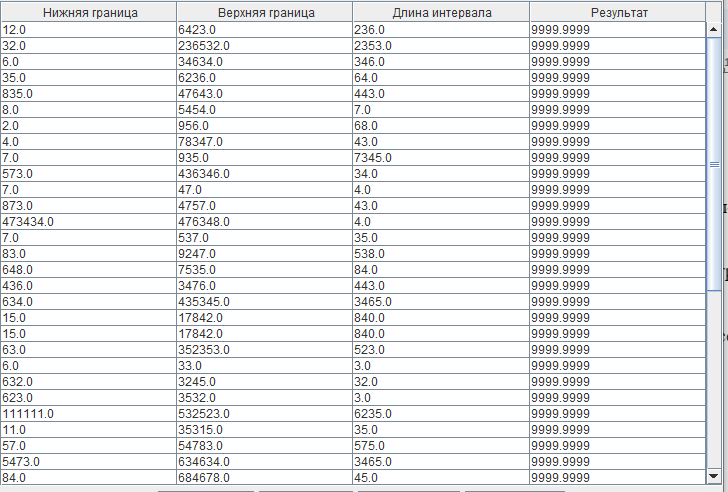 Нижняя граница Верхняя граница Длина интервала Результат
12.0 6423.0 236.0 9999.9999
32.0 236532.0 2353.0 9999.9999
6.0 34634.0 346.0 9999.9999
35.0 6236.0 64.0 9999.9999
835.0 47643.0 443.0 9999.9999
8.0 5454.0 7.0 9999.9999
2.0 956.0 68.0 9999.9999
4.0 78347.0 43.0 9999.9999
7.0 935.0 7345.0 9999.9999
573.0 436346.0 34.0 9999.9999
7.0 47.0 4.0 9999.9999
873.0 4757.0 43.0 9999.9999
473434.0 476348.0 4.0 9999.9999
7.0 537.0 35.0 9999.9999
83.0 9247.0 538.0 9999.9999
648.0 7535.0 84.0 9999.9999
436.0 3476.0 443.0 9999.9999
634.0 435345.0 3465.0 9999.9999
15.0 17842.0 840.0 9999.9999
15.0 17842.0 840.0 9999.9999
63.0 352353.0 523.0 9999.9999
6.0 33.0 3.0 9999.9999
632.0 3245.0 32.0 9999.9999
623.0 3532.0 3.0 9999.9999
111111.0 532523.0 6235.0 9999.9999
11.0 35315.0 35.0 9999.9999
57.0 54783.0 575.0 9999.9999
5473.0 634634.0 3465.0 9999.9999
84.0 684678.0 45.0 9999.9999